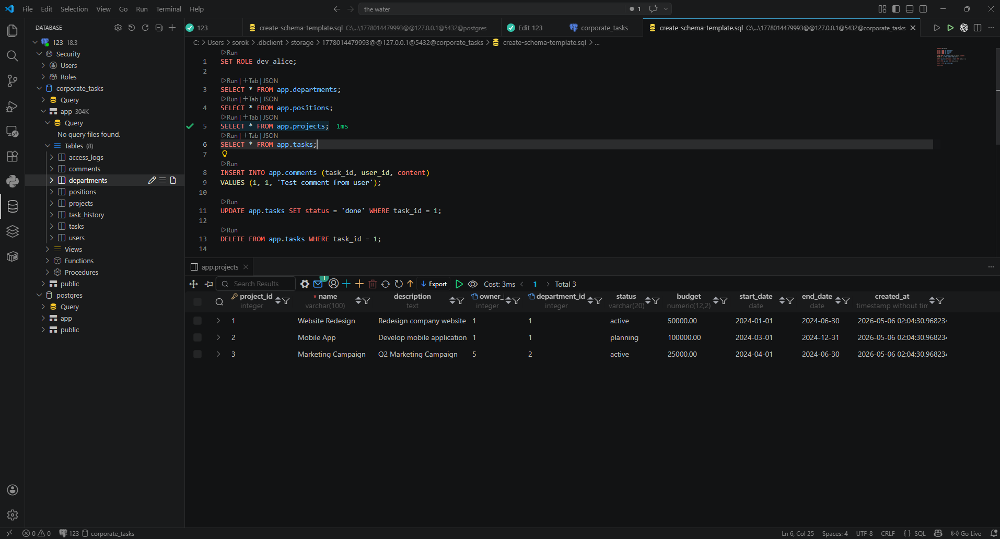 File Edit Selection View Go Run Terminal Help
the water
1
DATABASE
123
create-schema-template.sql C:\...\1778014479993@@127.0.0.1@5432@postgres
Edit 123
corporate_tasks
create-schema-template.sql C:\...\1778014479993@@127.0.0.1@5432@corporate_tasks
C: > Users > sorok > .dbclient > storage > 1778014479993@@127.0.0.1@5432@corporate_tasks > create-schema-template.sql > ...
123 18.3
Security
Users
Roles
corporate_tasks
Query
app 304K
Query
No query files found.
Tables (8)
access_logs
comments
departments
positions
projects
task_history
tasks
users
Views
Functions
Procedures
public
postgres
Query
app
public
Run
1 SET ROLE dev_alice;
2
Run | +Tab | JSON
3 SELECT * FROM app.departments;
Run | +Tab | JSON
4 SELECT * FROM app.positions;
Run | +Tab | JSON
5 SELECT * FROM app.projects; 1ms
Run | +Tab | JSON
6 SELECT * FROM app.tasks;
7
Run
8 INSERT INTO app.comments (task_id, user_id, content)
9 VALUES (1, 1, 'Test comment from user');
10
Run
11 UPDATE app.tasks SET status = 'done' WHERE task_id = 1;
12
Run
13 DELETE FROM app.tasks WHERE task_id = 1;
14
app.projects
Search Results
1
Export
Cost: 3ms < 1 > Total 3
project_id * name description owner_i department_id status budget start_date end_date created_at
integer varchar(100) text integer integer varchar(20) numeric(12,2) date date timestamp without tim
1 Website Redesign Redesign company website 1 1 active 50000.00 2024-01-01 2024-06-30 2026-05-06 02:04:30.968234
2 Mobile App Develop mobile application 1 1 planning 100000.00 2024-03-01 2024-12-31 2026-05-06 02:04:30.968234
3 Marketing Campaign Q2 Marketing Campaign 5 2 active 25000.00 2024-04-01 2024-06-30 2026-05-06 02:04:30.968234
0 0 123 corporate_tasks
Ln 6, Col 25 Spaces: 4 UTF-8 CRLF { } SQL Go Live